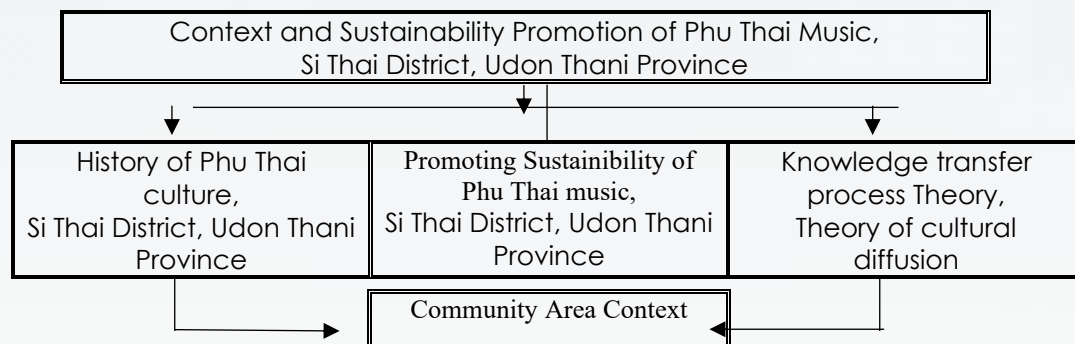 Context and Sustainability Promotion of Phu Thai Music,
Si Thai District, Udon Thani Province
History of Phu Thai
culture,
Si Thai District, Udon Thani
Province
Promoting Sustainibility of
Phu Thai music,
Si Thai District, Udon Thani
Province
Knowledge transfer
process Theory,
Theory of cultural
diffusion
Community Area Context